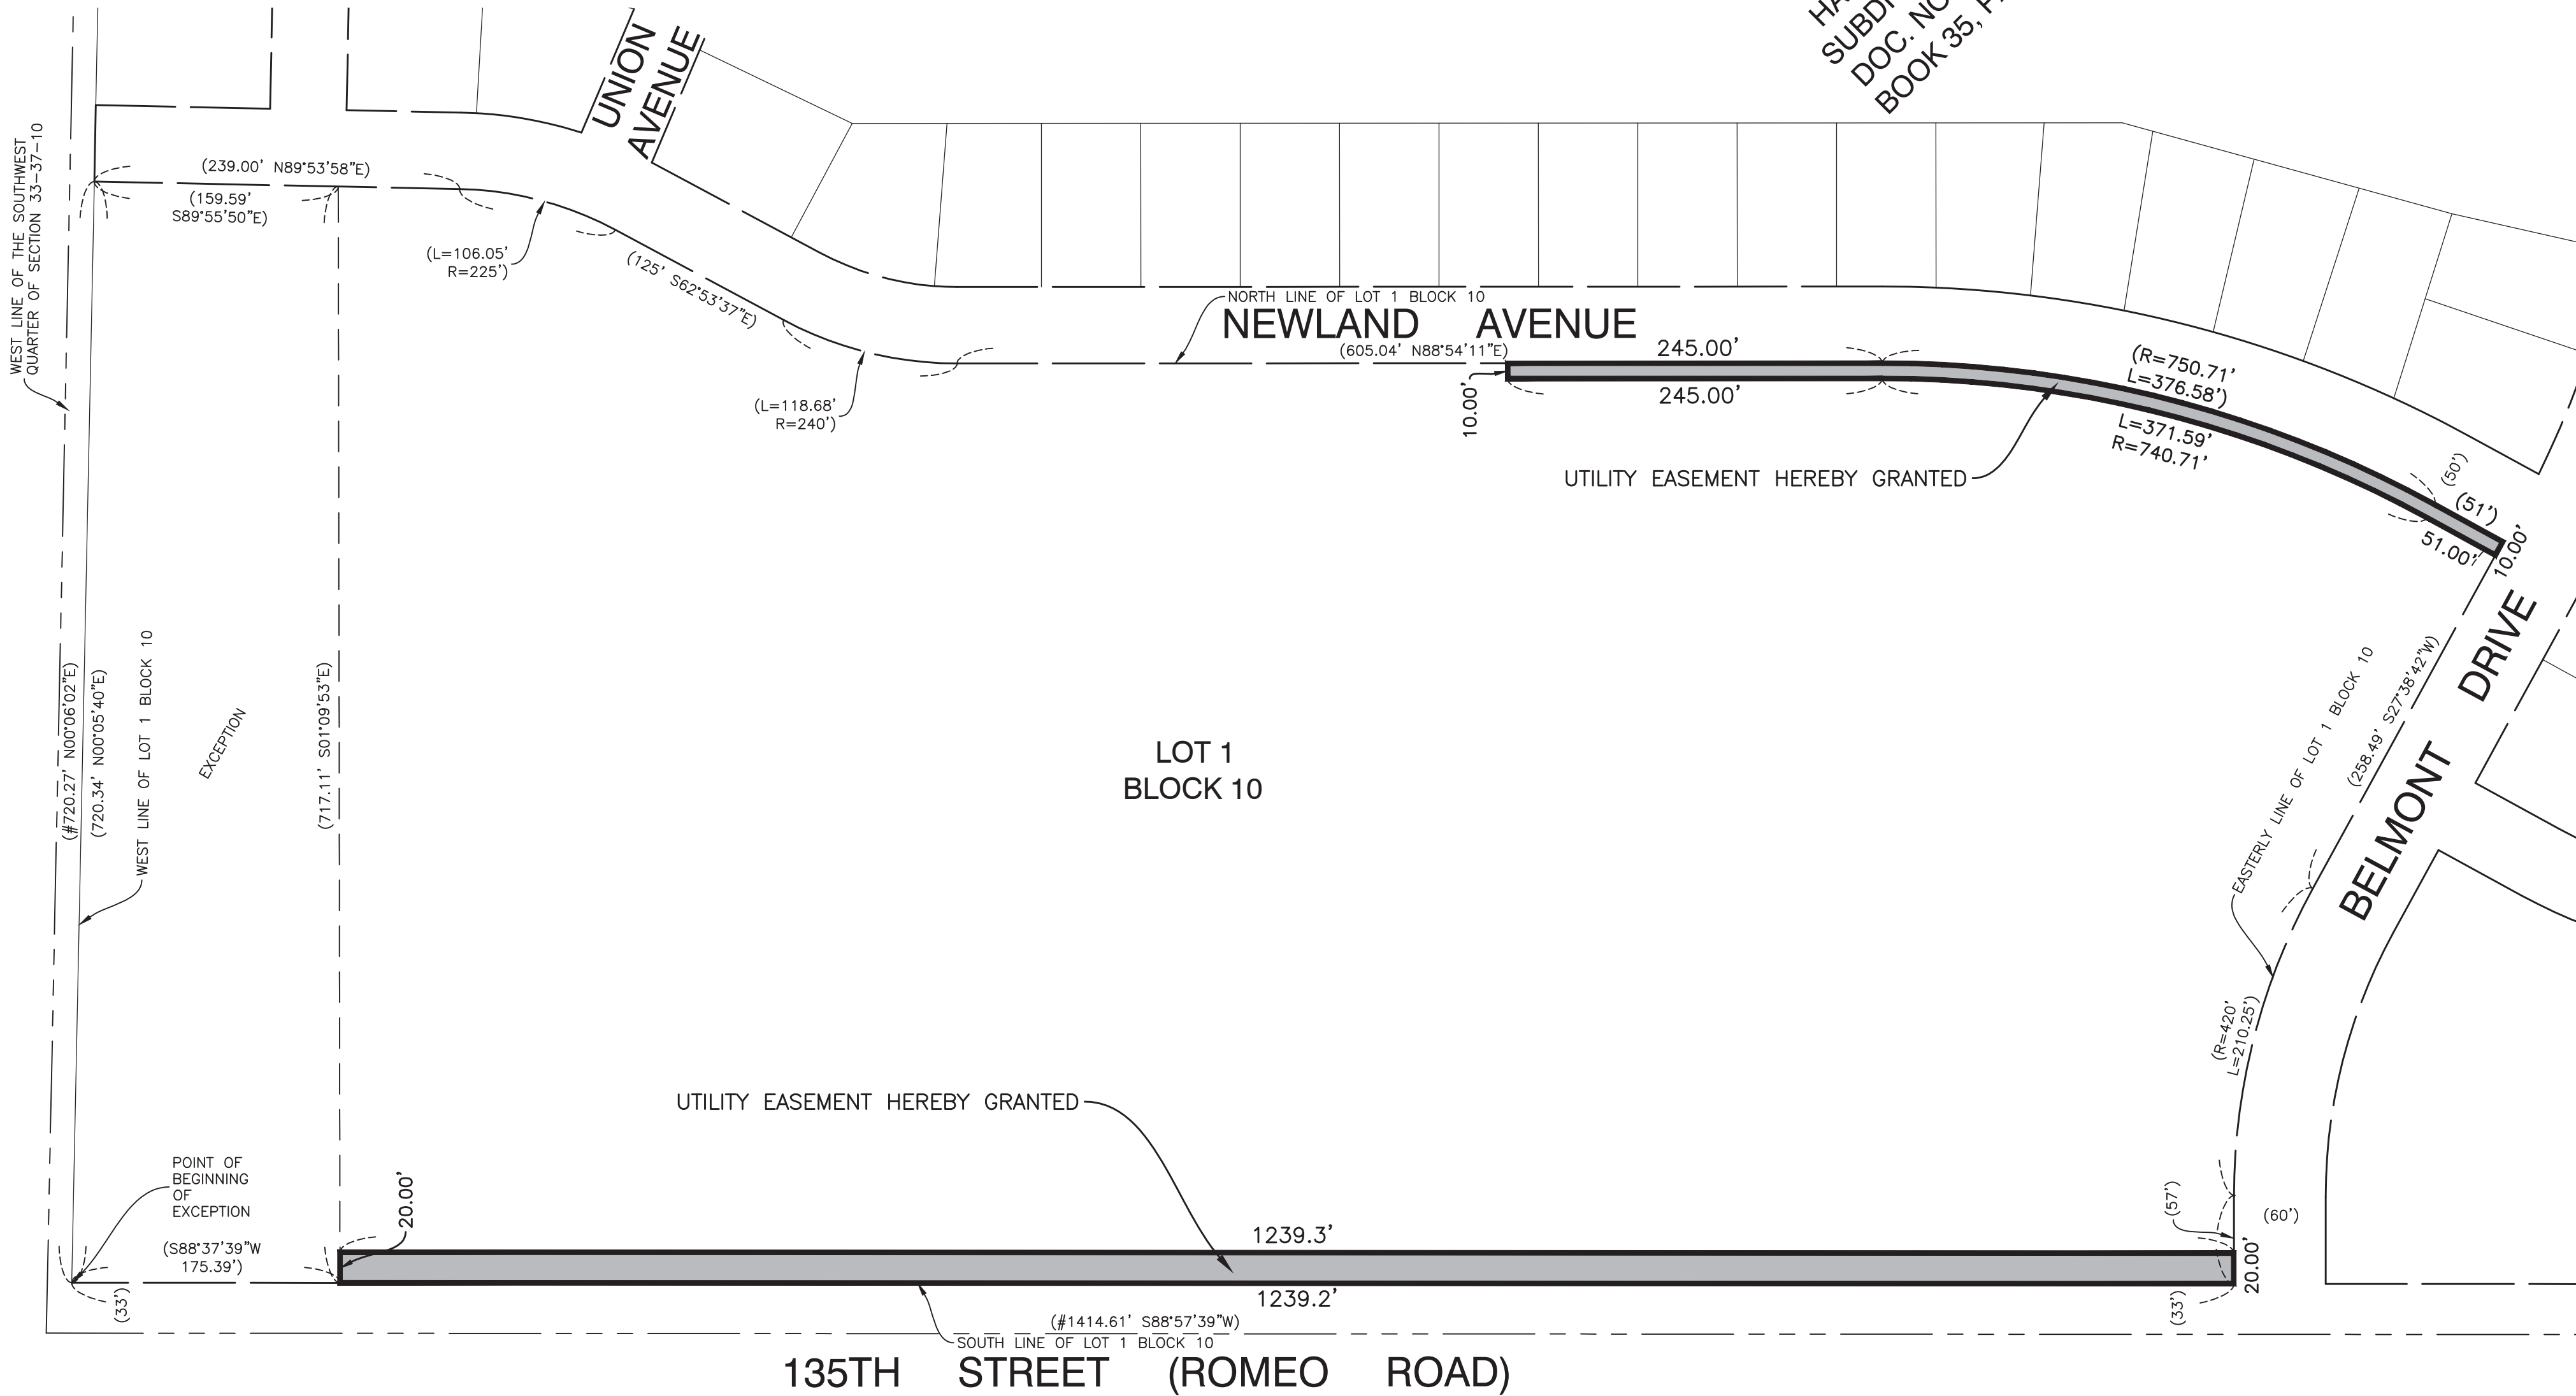 UNION
AVENUE
SUBDI
DOC. NO
BOOK 35,
WEST LINE OF THE SOUTHWEST
QUARTER OF SECTION 33-37-10
(239.00' N89°53'58"E)
(159.59'
S89°55'50"E)
(L=106.05'
R=225')
(125' S62°53'37"E)
(L=118.68'
R=240')
NORTH LINE OF LOT 1 BLOCK 10
NEWLAND AVENUE
(605.04' N88°54'11"E)
245.00'
245.00'
10.00'
(R=750.71'
L=376.58')
L=371.59'
R=740.71'
UTILITY EASEMENT HEREBY GRANTED
(50')
(51')
51.00'
10.00'
BELMONT DRIVE
(258.49' S27°38'42"W)
EASTERLY LINE OF LOT 1 BLOCK 10
(R=420'
L=210.25')
(#720.27' N00°06'02"E)
(720.34' N00°05'40"E)
WEST LINE OF LOT 1 BLOCK 10
EXCEPTION
(717.11' S01°09'53"E)
LOT 1
BLOCK 10
UTILITY EASEMENT HEREBY GRANTED
POINT OF
BEGINNING
OF
EXCEPTION
20.00'
(S88°37'39"W
175.39')
(33')
1239.3'
1239.2'
(57')
(60')
20.00'
(33')
(#1414.61' S88°57'39"W)
SOUTH LINE OF LOT 1 BLOCK 10
135TH STREET (ROMEO ROAD)